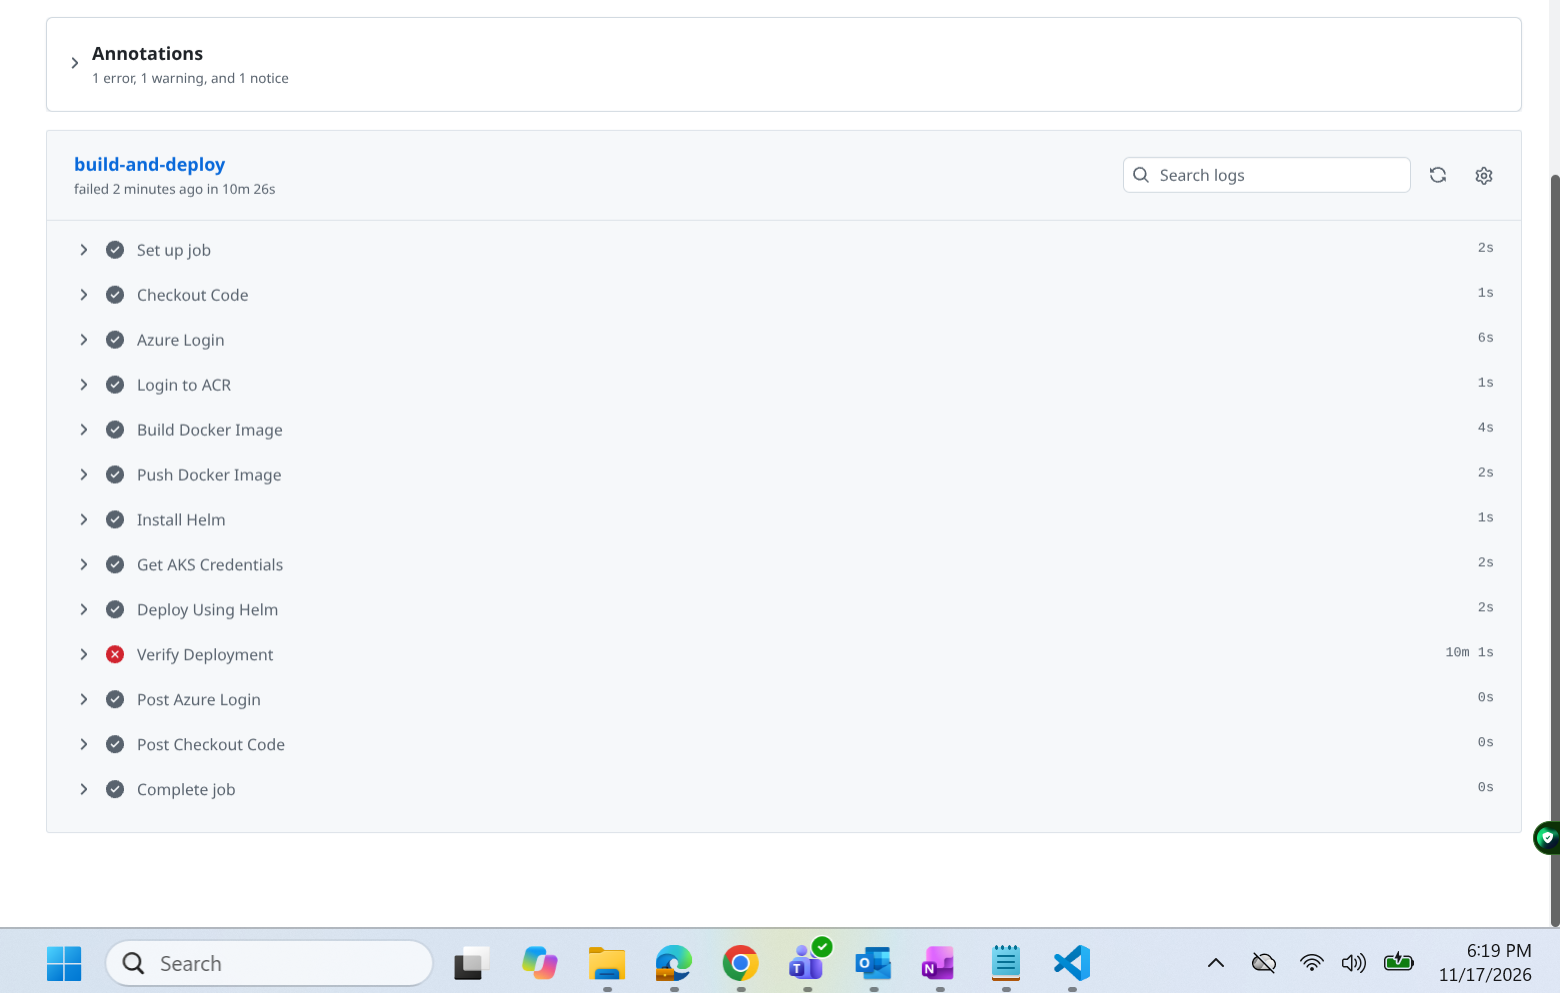 Annotations
1 error, 1 warning, and 1 notice
build-and-deploy
failed 2 minutes ago in 10m 26s
Search logs
Set up job 2s
Checkout Code 1s
Azure Login 6s
Login to ACR 1s
Build Docker Image 4s
Push Docker Image 2s
Install Helm 1s
Get AKS Credentials 2s
Deploy Using Helm 2s
Verify Deployment 10m 1s
Post Azure Login 0s
Post Checkout Code 0s
Complete job 0s
Search
6:19 PM
11/17/2026